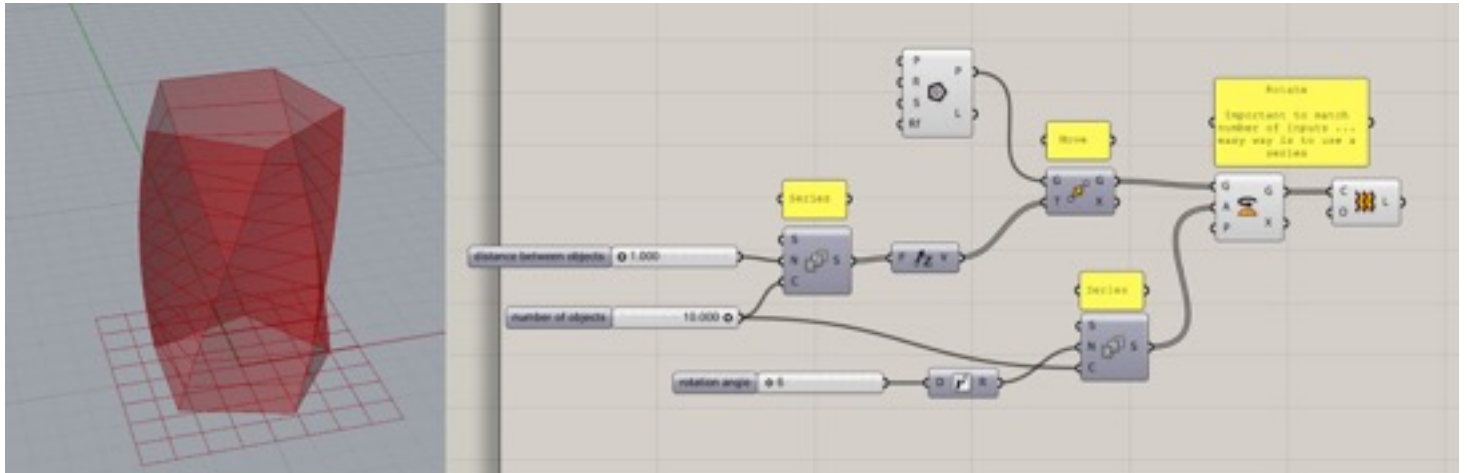 P
R
S
Rf
P
L
Rotate
Important to match
number of inputs ...
easy way is to use a
series
Move
G
T
G
X
G
A
P
G
X
C
O
L
Series
S
N
C
S
distance between objects
1.000
F
V
number of objects
10.000
Series
S
N
C
S
rotation angle
6
D
R